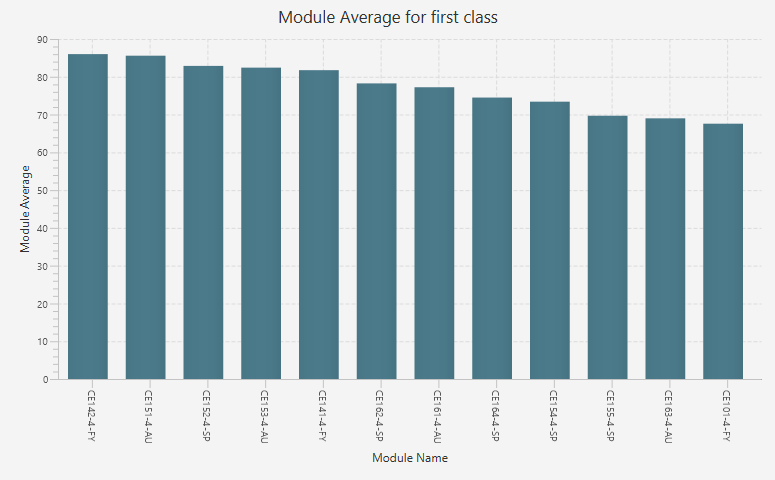 Module Average for first class
90
80
70
60
50
40
30
20
10
0
Module Average
CE142-4-FY
CE151-4-AU
CE152-4-SP
CE153-4-AU
CE141-4-FY
CE162-4-SP
CE161-4-AU
CE164-4-SP
CE154-4-SP
CE155-4-SP
CE163-4-AU
CE101-4-FY
Module Name